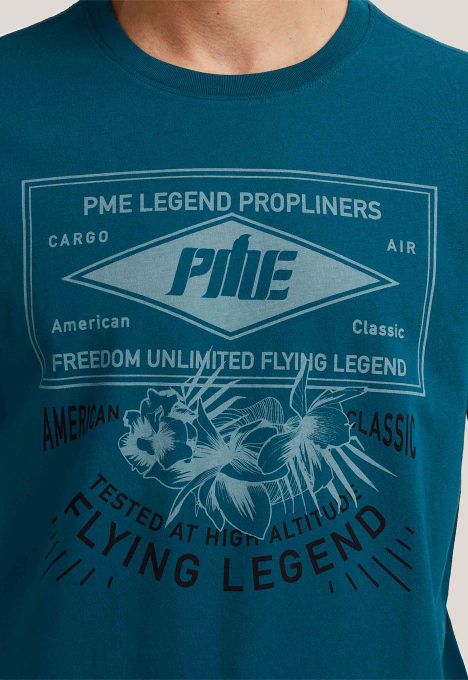 PME LEGEND PROPLINERS
CARGO AIR
PME
American Classic
FREEDOM UNLIMITED FLYING LEGEND
AMERICAN CLASSIC
TESTED AT HIGH ALTITUDE
FLYING LEGEND